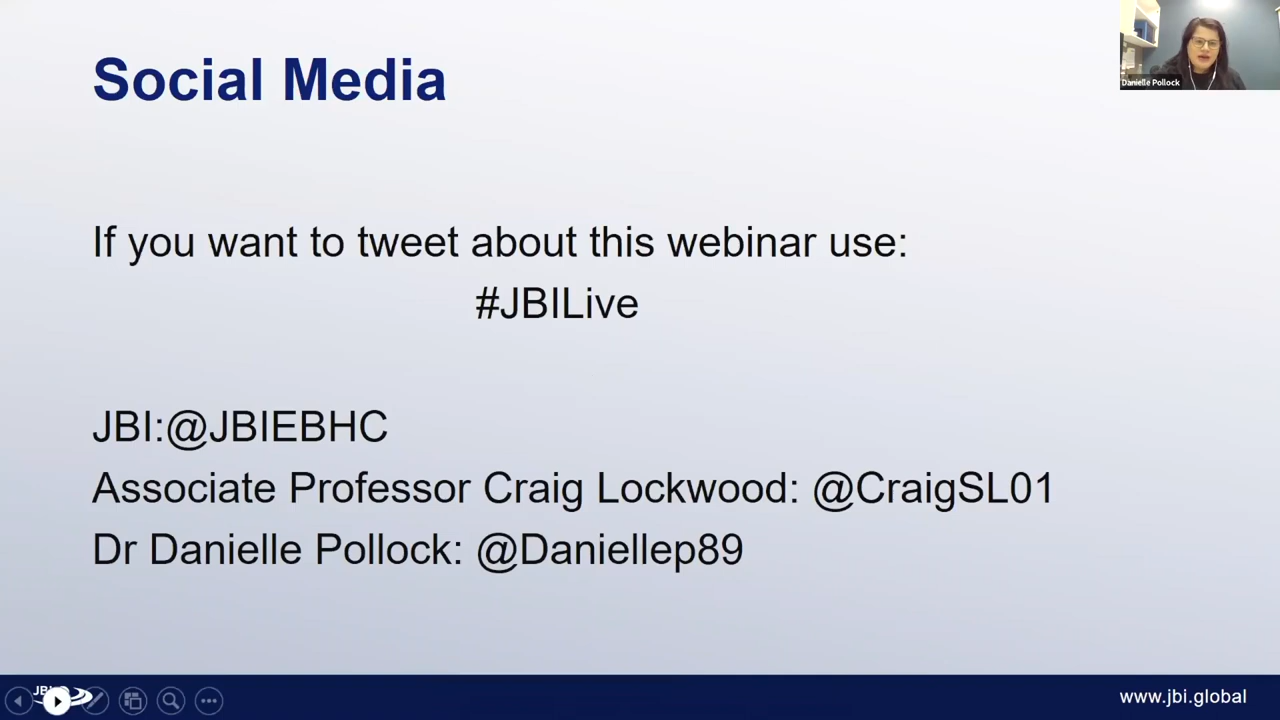 Social Media
Danielle Pollock
If you want to tweet about this webinar use:
#JBILive
JBI:@JBIEBHC
Associate Professor Craig Lockwood: @CraigSL01
Dr Danielle Pollock: @Daniellep89
www.jbi.global